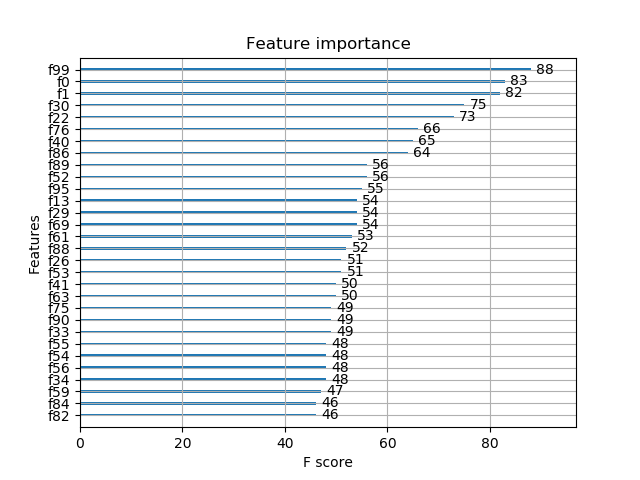 Feature importance
f99 88
f0 83
f1 82
f30 75
f22 73
f76 66
f40 65
f86 64
f89 56
f52 56
f95 55
f13 54
f29 54
f69 54
f61 53
f88 52
f26 51
f53 51
f41 50
f63 50
f75 49
f90 49
f33 49
f55 48
f54 48
f56 48
f34 48
f59 47
f84 46
f82 46
Features
0 20 40 60 80
F score